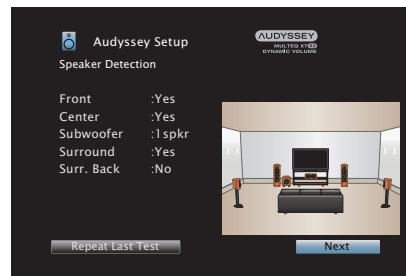 Audyssey Setup
AUDYSSEY
MULTEQ XT32
DYNAMIC VOLUME
Speaker Detection
Front :Yes
Center :Yes
Subwoofer :1spkr
Surround :Yes
Surr. Back :No
Repeat Last Test
Next